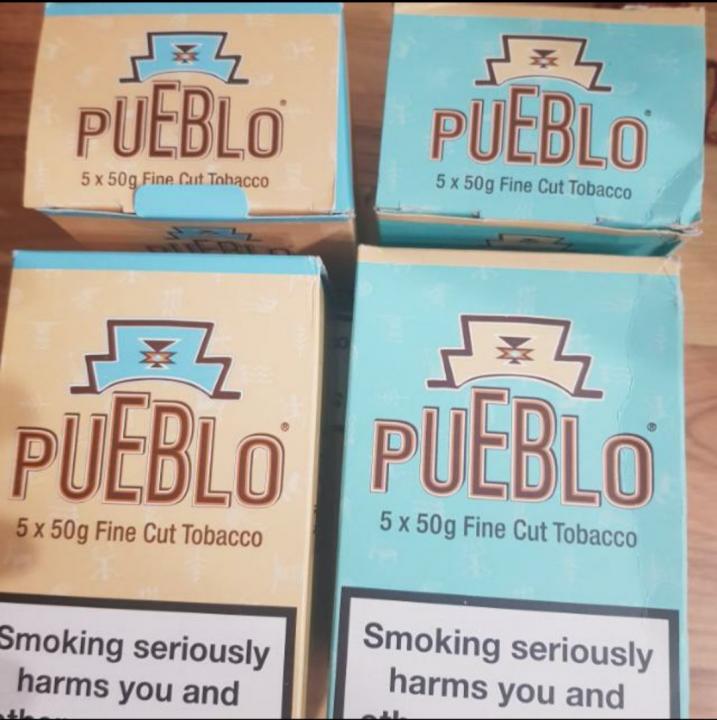 PUEBLO®
5 x 50g Fine Cut Tobacco
PUEBLO
PUEBLO®
5 x 50g Fine Cut Tobacco
PUEBLO®
5 x 50g Fine Cut Tobacco
Smoking seriously
harms you and
PUEBLO®
5 x 50g Fine Cut Tobacco
Smoking seriously
harms you and